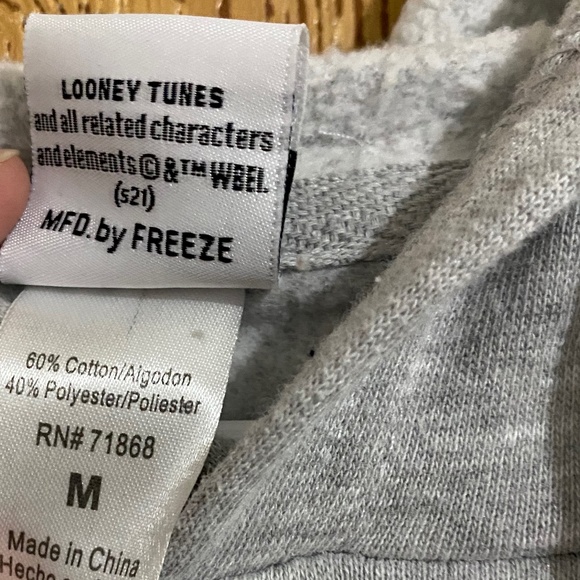 LOONEY TUNES
and all related characters
and elements © & ™ WBEI.
(s21)
MFD. by FREEZE
60% Cotton/Algodon
40% Polyester/Poliester
RN# 71868
M
Made in China
Hecho